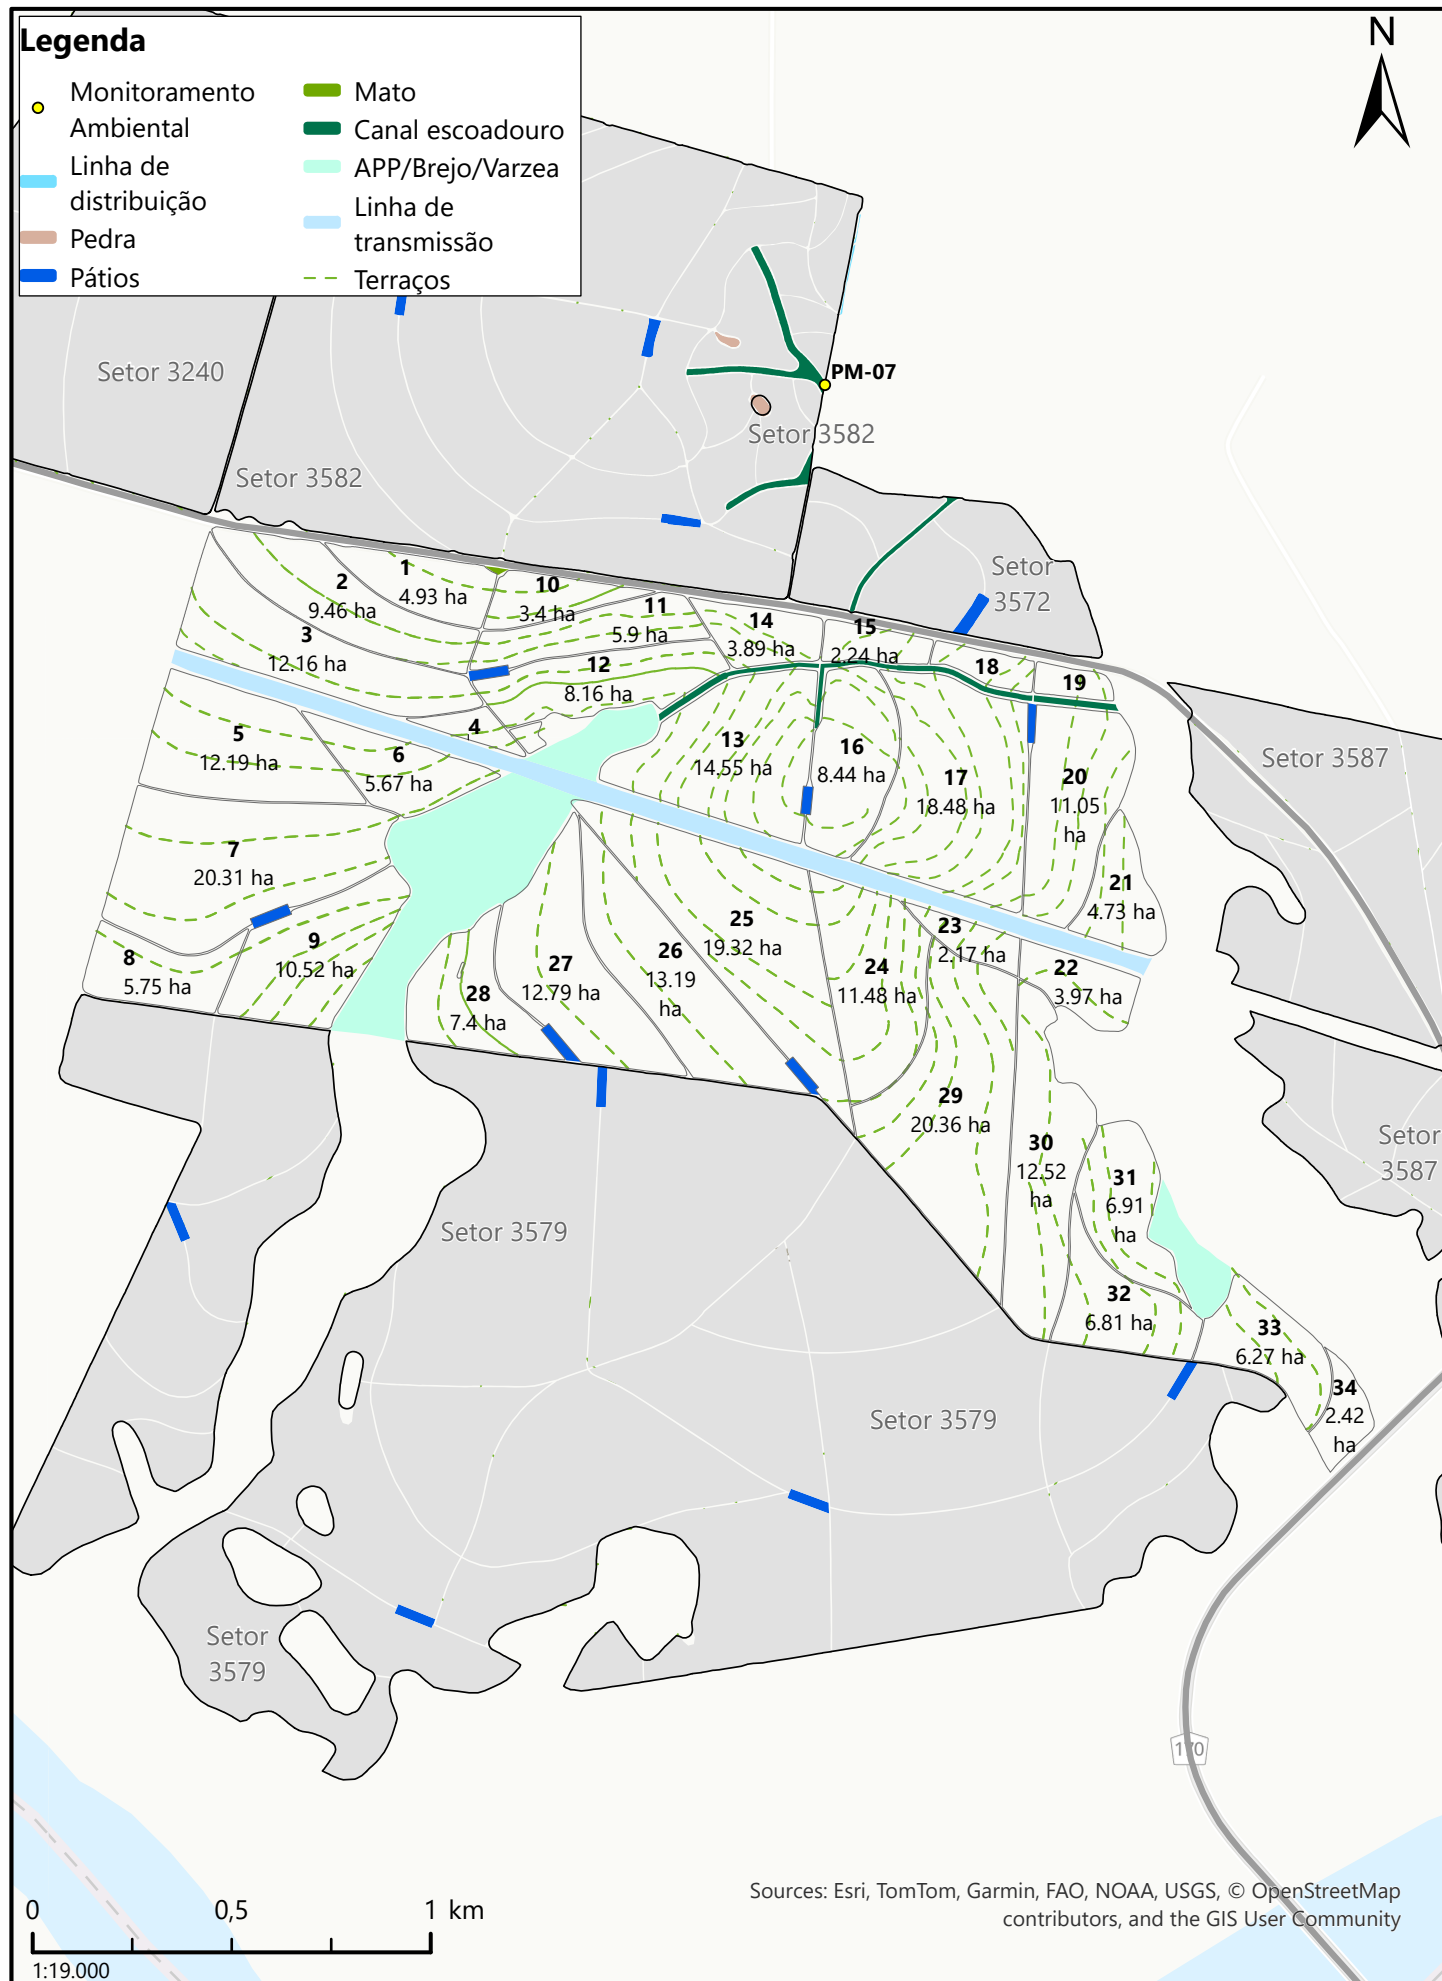 Legenda
Monitoramento
Ambiental
Linha de
distribuição
Pedra
Pátios
Mato
Canal escoadouro
APP/Brejo/Varzea
Linha de
transmissão
Terraços
N
Setor 3240
Setor 3582
PM-07
Setor 3582
Setor
3572
1
4.93 ha
2
9.46 ha
3
12.16 ha
10
3.4 ha
11
5.9 ha
12
8.16 ha
14
3.89 ha
15
2.24 ha
18
19
4
5
12.19 ha
6
5.67 ha
13
14.55 ha
16
8.44 ha
17
18.48 ha
20
11.05
ha
Setor 3587
7
20.31 ha
21
4.73 ha
8
5.75 ha
9
10.52 ha
25
19.32 ha
23
2.17 ha
22
3.97 ha
24
11.48 ha
26
13.19
ha
27
12.79 ha
28
7.4 ha
29
20.36 ha
30
12.52
ha
31
6.91
ha
Setor
3587
Setor 3579
32
6.81 ha
33
6.27 ha
34
2.42
ha
Setor 3579
Setor
3579
170
0
0,5
1 km
1:19.000
Sources: Esri, TomTom, Garmin, FAO, NOAA, USGS, © OpenStreetMap
contributors, and the GIS User Community